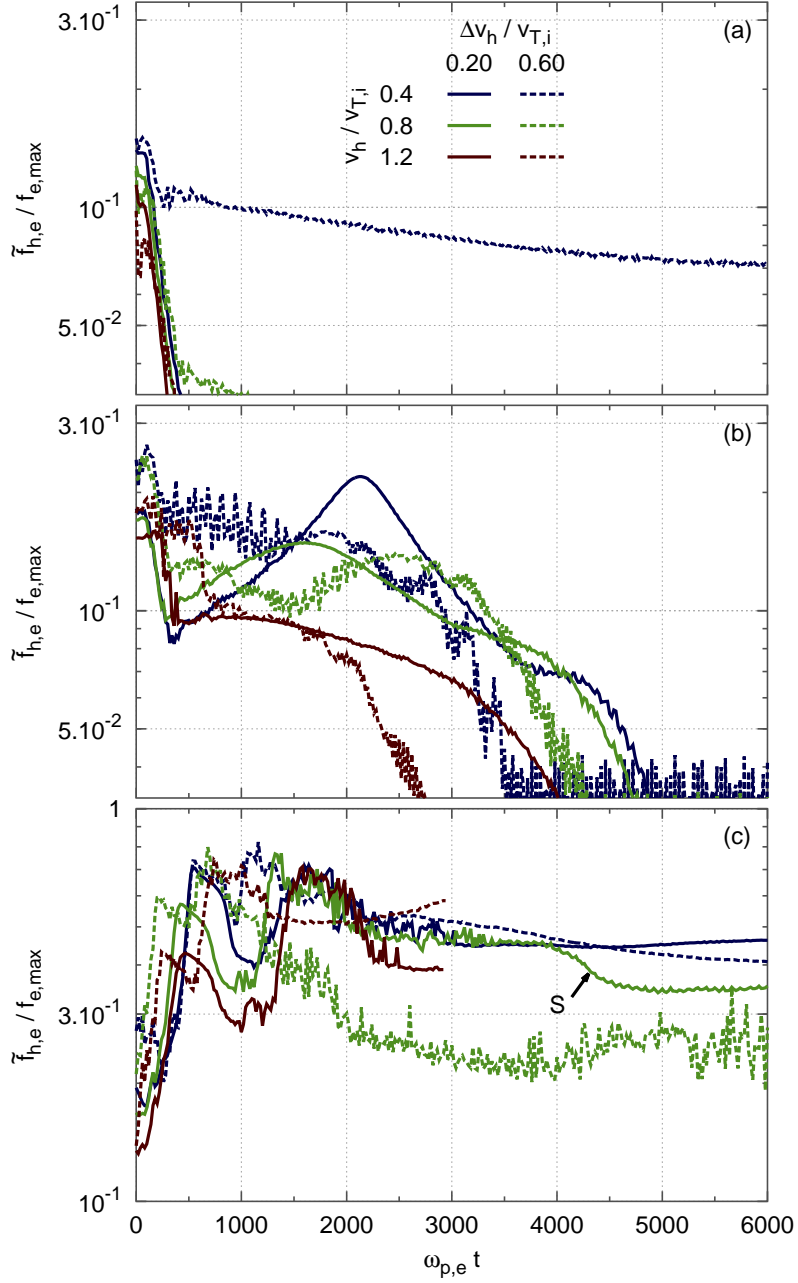 3.10⁻¹
(a)
Δv_h / v_T,i
0.20 0.60
v_h / v_T,i
0.4
0.8
1.2
10⁻¹
5.10⁻²
f̃_h,e / f_e,max
3.10⁻¹
(b)
10⁻¹
5.10⁻²
f̃_h,e / f_e,max
1
(c)
3.10⁻¹
S
10⁻¹
f̃_h,e / f_e,max
0 1000 2000 3000 4000 5000 6000
ω_p,e t